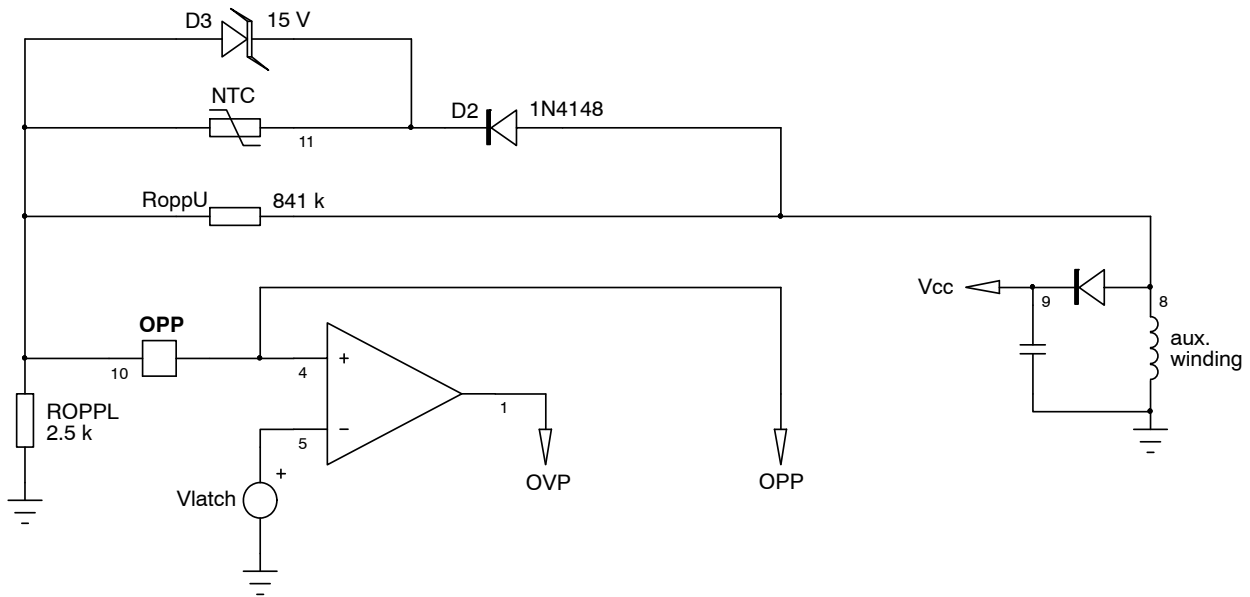 D3 15 V
NTC
11
D2 1N4148
RoppU 841 k
Vcc
9
8
aux.
winding
OPP
10
4
+
1
5
−
ROPPL
2.5 k
+
Vlatch
OVP
OPP